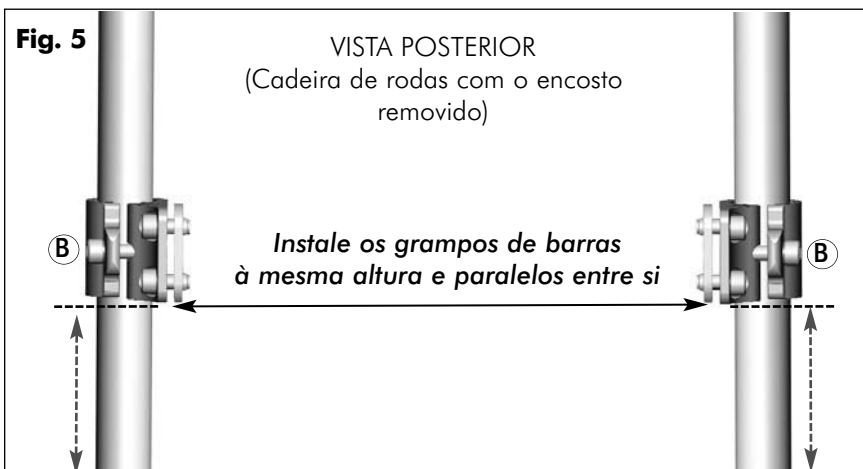 Fig. 5
VISTA POSTERIOR
(Cadeira de rodas com o encosto
removido)
B
B
Instale os grampos de barras
à mesma altura e paralelos entre si